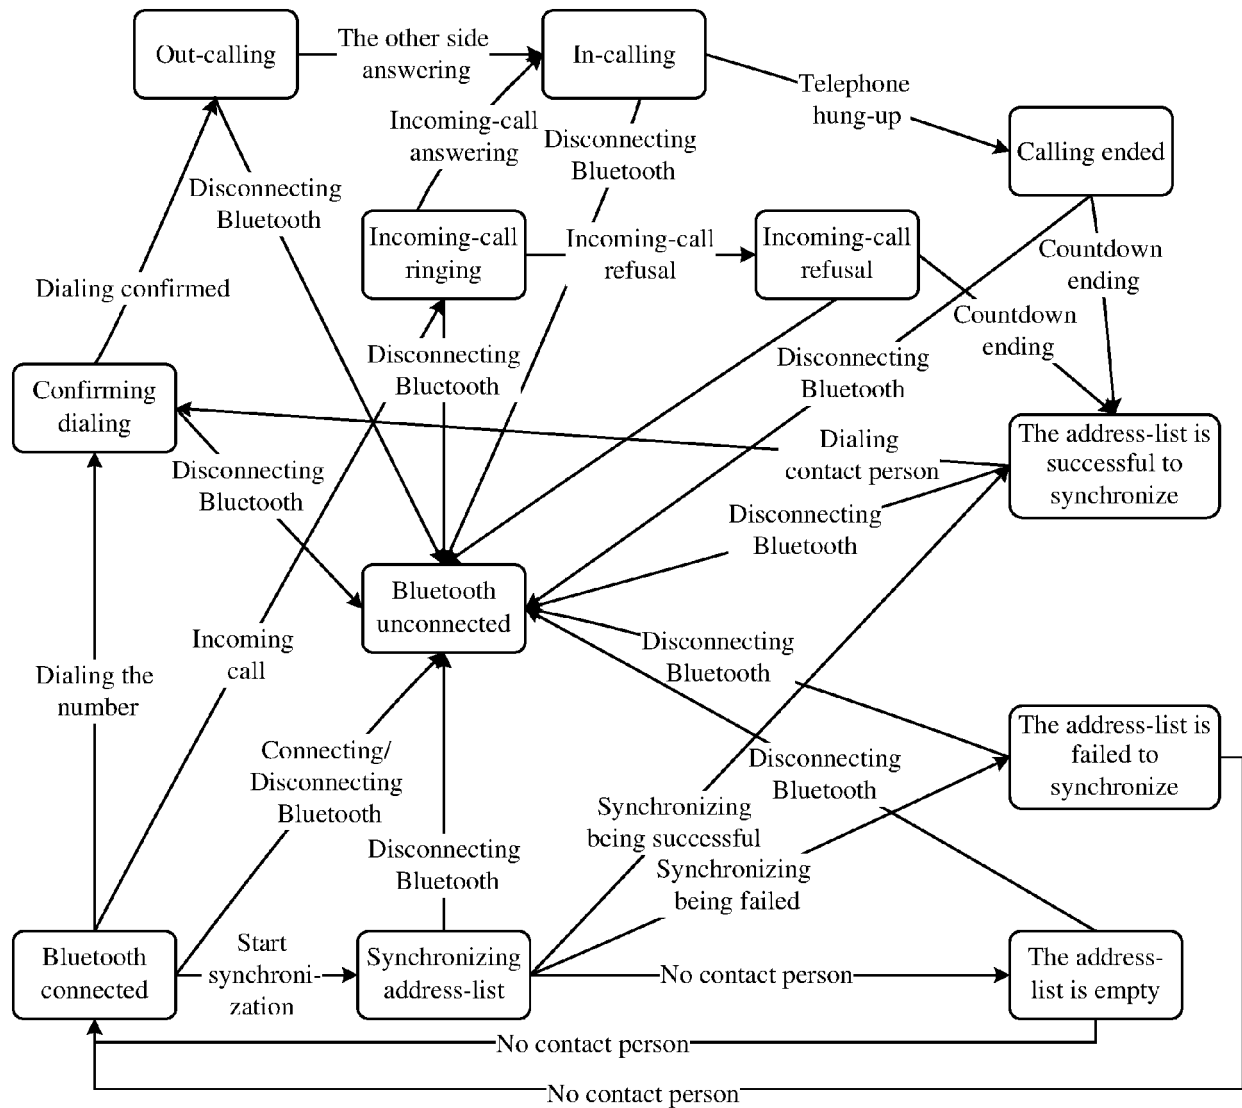 Out-calling
The other side
answering
In-calling
Telephone
hung-up
Calling ended
Incoming-call
answering
Disconnecting
Bluetooth
Disconnecting
Bluetooth
Incoming-call
ringing
Incoming-call
refusal
Incoming-call
refusal
Countdown
ending
Dialing confirmed
Countdown
ending
Disconnecting
Bluetooth
Disconnecting
Bluetooth
Confirming
dialing
Dialing
contact person
The address-list is
successful to
synchronize
Disconnecting
Bluetooth
Disconnecting
Bluetooth
Bluetooth
unconnected
Incoming
call
Disconnecting
Bluetooth
Dialing the
number
The address-list is
failed to
synchronize
Connecting/
Disconnecting
Bluetooth
Disconnecting
Bluetooth
Synchronizing
being successful
Disconnecting
Bluetooth
Synchronizing
being failed
Bluetooth
connected
Start
synchroni-
zation
Synchronizing
address-list
No contact person
The address-
list is empty
No contact person
No contact person